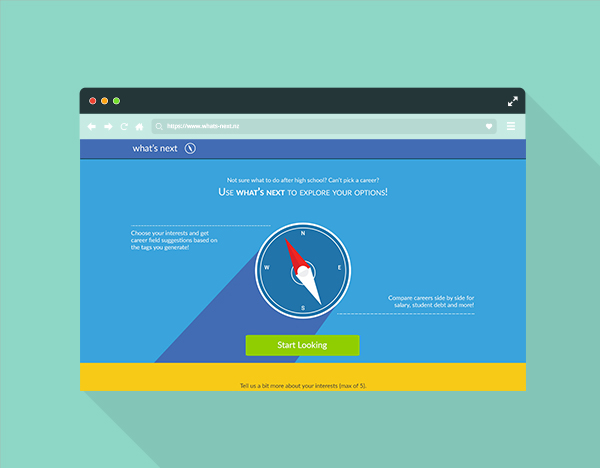 https://www.whats-next.nz
what's next
Not sure what to do after high school? Can't pick a career?
USE WHAT'S NEXT TO EXPLORE YOUR OPTIONS!
Choose your interests and get
career field suggestions based on
the tags you generate!
N
W
E
S
Compare careers side by side for
salary, student debt and more!
Start Looking
Tell us a bit more about your interests (max of 5).